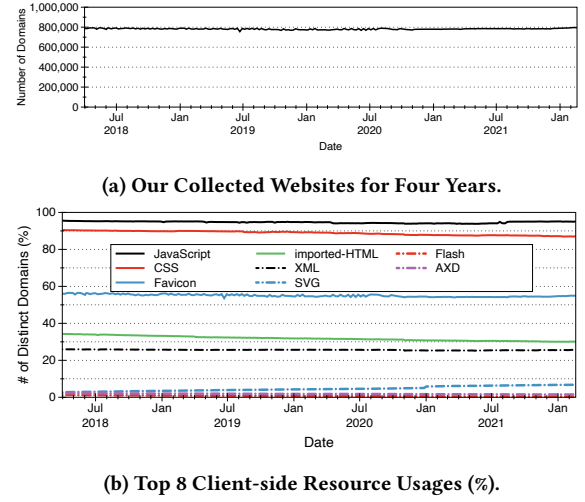 Number of Domains
1,000,000
800,000
600,000
400,000
200,000
0
Jul Jan Jul Jan Jul Jan Jul Jan
2018 2019 2020 2021
Date
(a) Our Collected Websites for Four Years.
# of Distinct Domains (%)
100
80
60
40
20
0
JavaScript imported-HTML Flash
CSS XML AXD
Favicon SVG
Jul Jan Jul Jan Jul Jan Jul Jan
2018 2019 2020 2021
Date
(b) Top 8 Client-side Resource Usages (%).